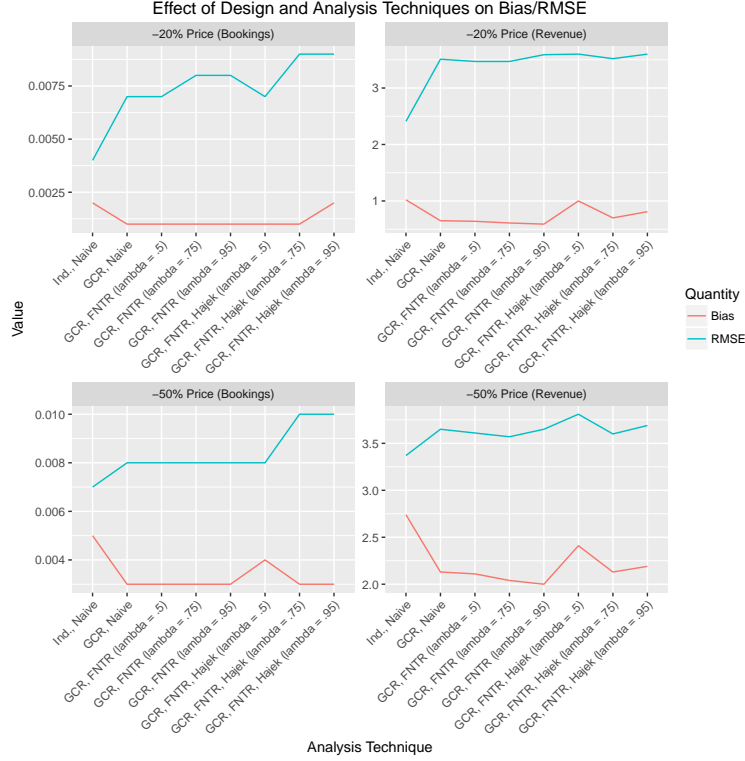 Effect of Design and Analysis Techniques on Bias/RMSE
−20% Price (Bookings)
0.0075
0.0050
0.0025
Ind., Naive
GCR, Naive
GCR, FNTR (lambda = .5)
GCR, FNTR (lambda = .75)
GCR, FNTR (lambda = .95)
GCR, FNTR, Hajek (lambda = .5)
GCR, FNTR, Hajek (lambda = .75)
GCR, FNTR, Hajek (lambda = .95)
−20% Price (Revenue)
3
2
1
Ind., Naive
GCR, Naive
GCR, FNTR (lambda = .5)
GCR, FNTR (lambda = .75)
GCR, FNTR (lambda = .95)
GCR, FNTR, Hajek (lambda = .5)
GCR, FNTR, Hajek (lambda = .75)
GCR, FNTR, Hajek (lambda = .95)
Value
Quantity
Bias
RMSE
−50% Price (Bookings)
0.010
0.008
0.006
0.004
Ind., Naive
GCR, Naive
GCR, FNTR (lambda = .5)
GCR, FNTR (lambda = .75)
GCR, FNTR (lambda = .95)
GCR, FNTR, Hajek (lambda = .5)
GCR, FNTR, Hajek (lambda = .75)
GCR, FNTR, Hajek (lambda = .95)
−50% Price (Revenue)
3.5
3.0
2.5
2.0
Ind., Naive
GCR, Naive
GCR, FNTR (lambda = .5)
GCR, FNTR (lambda = .75)
GCR, FNTR (lambda = .95)
GCR, FNTR, Hajek (lambda = .5)
GCR, FNTR, Hajek (lambda = .75)
GCR, FNTR, Hajek (lambda = .95)
Analysis Technique